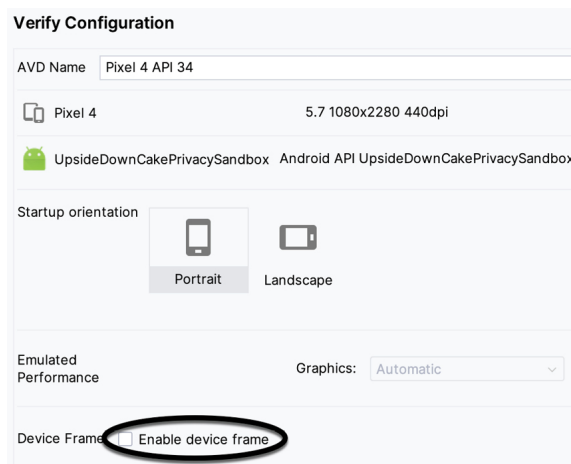 Verify Configuration
AVD Name Pixel 4 API 34
Pixel 4 5.7 1080x2280 440dpi
UpsideDownCakePrivacySandbox Android API UpsideDownCakePrivacySandbox
Startup orientation
Portrait Landscape
Emulated
Performance
Graphics: Automatic
Device Frame Enable device frame